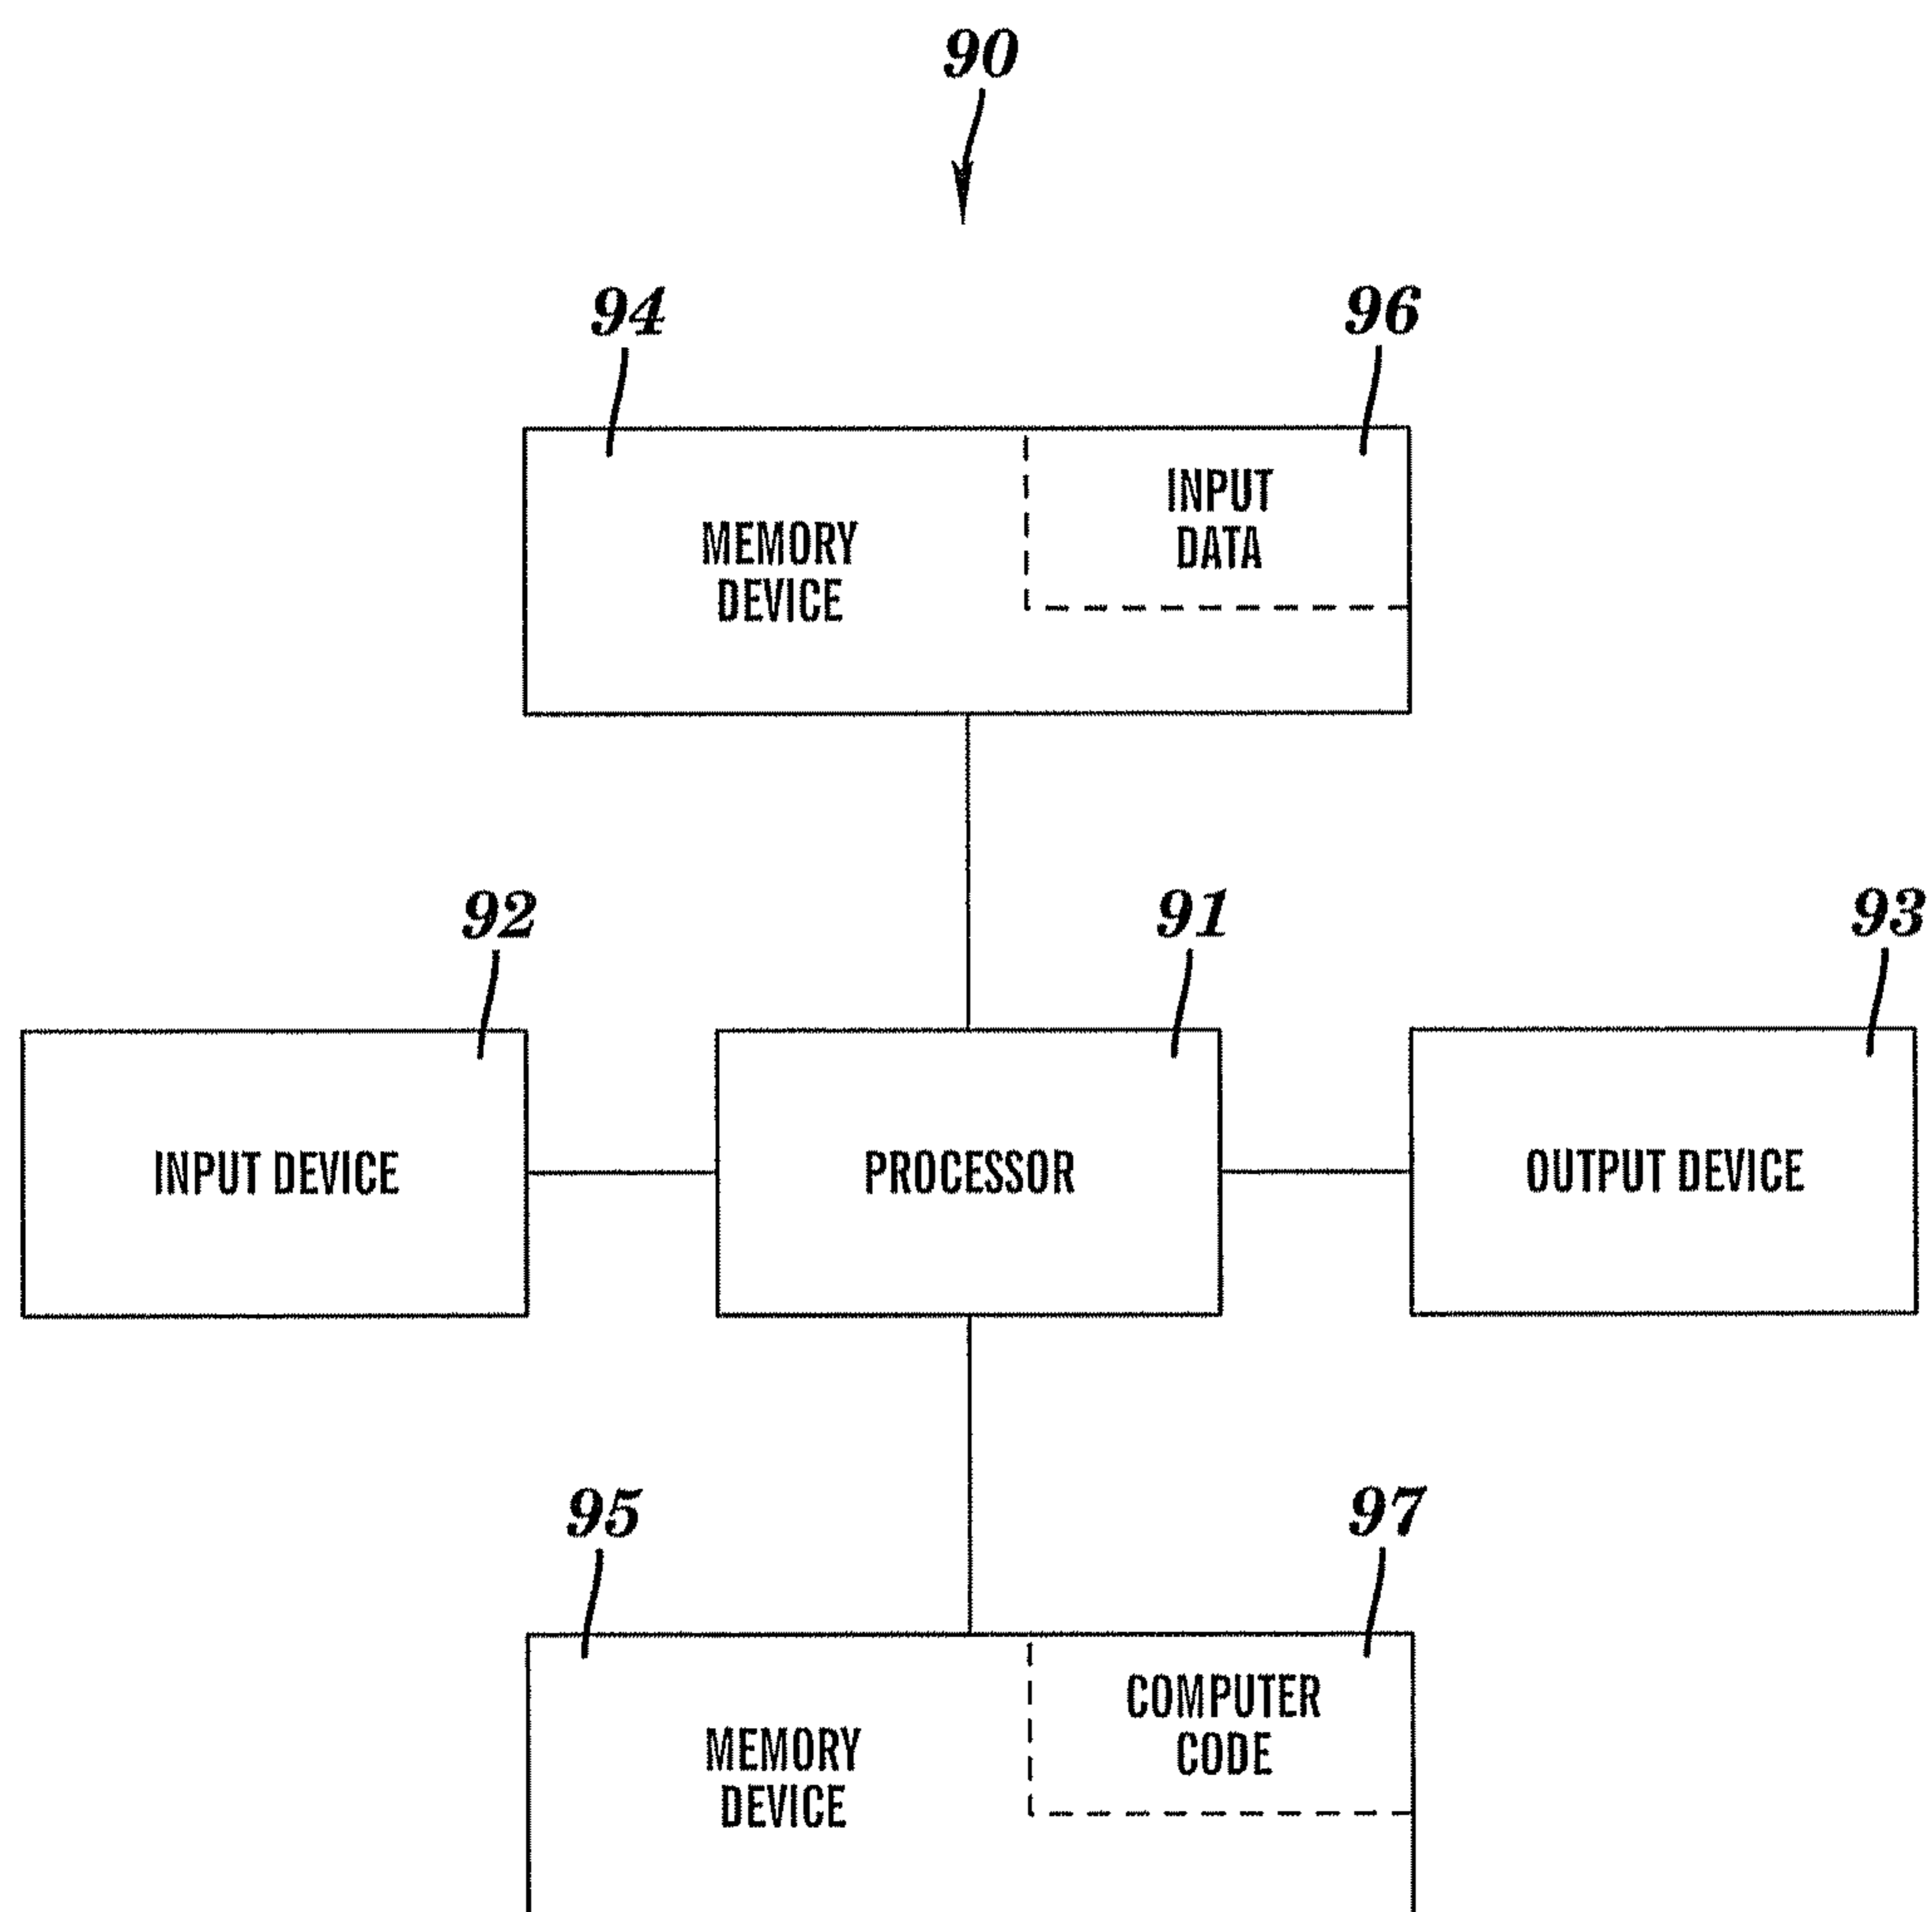 90
94
96
INPUT
DATA
MEMORY
DEVICE
92
91
93
INPUT DEVICE
PROCESSOR
OUTPUT DEVICE
95
97
COMPUTER
CODE
MEMORY
DEVICE